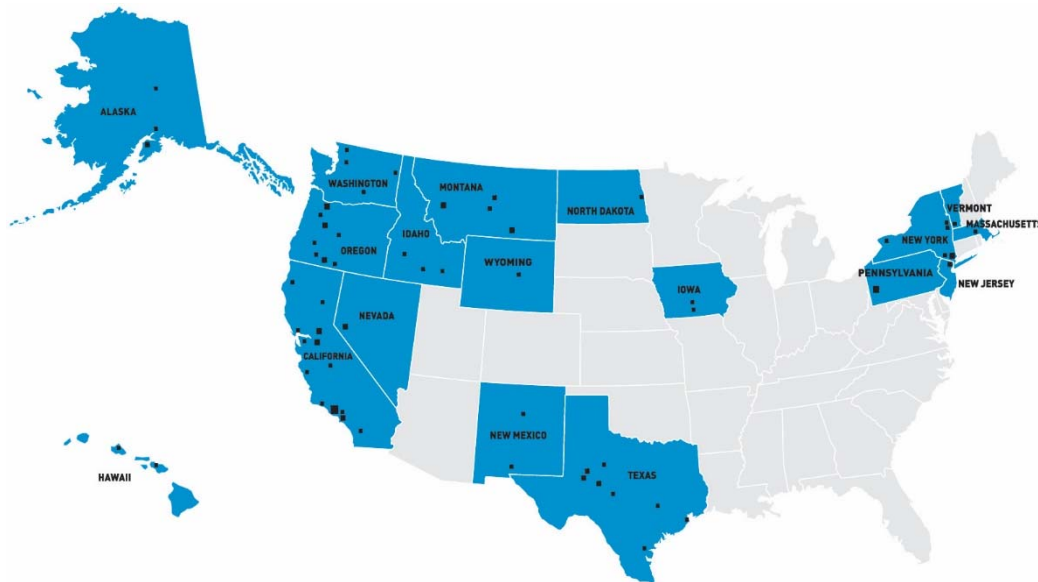 ALASKA
WASHINGTON
MONTANA
NORTH DAKOTA
VERMONT
MASSACHUSETTS
NEW YORK
OREGON
IDAHO
WYOMING
PENNSYLVANIA
NEW JERSEY
IOWA
NEVADA
CALIFORNIA
NEW MEXICO
TEXAS
HAWAII